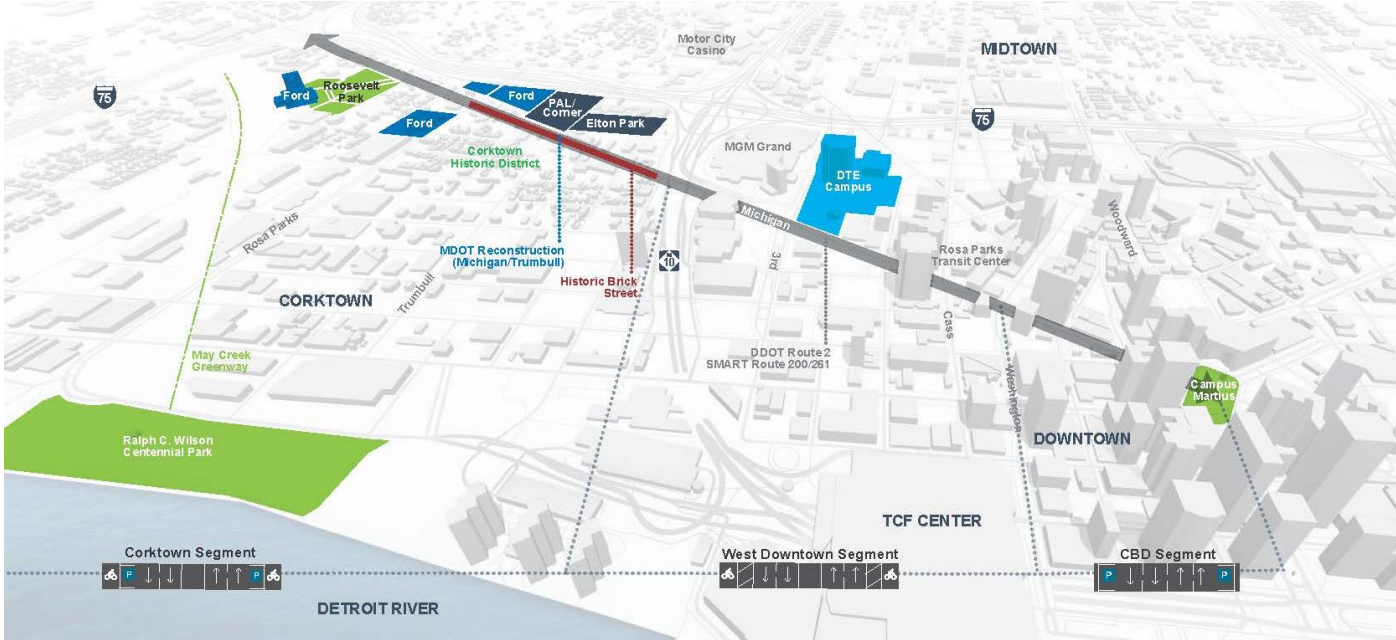 Motor City
Casino
MIDTOWN
75
Ford
Roosevelt
Park
Ford
PAL/
Corner
Elton Park
Ford
75
Corktown
Historic District
MGM Grand
DTE
Campus
Michigan
Woodward
Rosa Parks
MDOT Reconstruction
(Michigan/Trumbull)
10
3rd
Rosa Parks
Transit Center
Historic Brick
Street
CORKTOWN
Trumbull
Cass
May Creek
Greenway
DDOT Route 2
SMART Route 200/261
Washington
Campus
Martius
Ralph C. Wilson
Centennial Park
DOWNTOWN
TCF CENTER
Corktown Segment
P
P
West Downtown Segment
CBD Segment
P
P
DETROIT RIVER